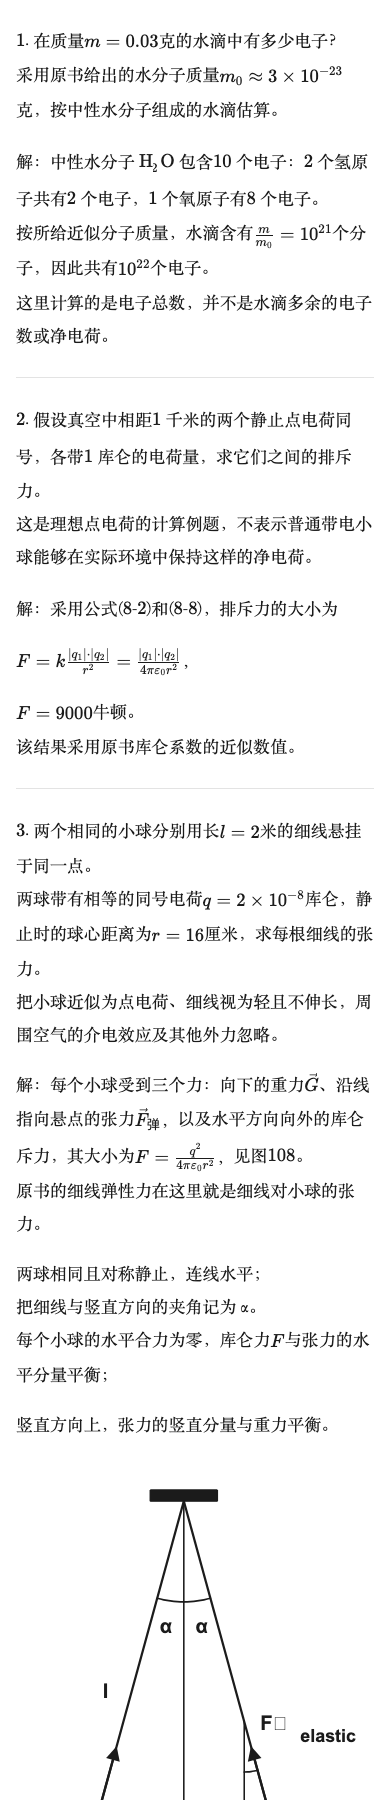 1. 在质量m = 0.03克的水滴中有多少电子？
采用原书给出的水分子质量m₀ ≈ 3 × 10⁻²³
克，按中性水分子组成的水滴估算。
解：中性水分子 H₂O 包含10 个电子：2 个氢原
子共有2 个电子，1 个氧原子有8 个电子。
按所给近似分子质量，水滴含有m/m₀ = 10²¹个分
子，因此共有10²²个电子。
这里计算的是电子总数，并不是水滴多余的电子
数或净电荷。
2. 假设真空中相距1 千米的两个静止点电荷同
号，各带1 库仑的电荷量，求它们之间的排斥
力。
这是理想点电荷的计算例题，不表示普通带电小
球能够在实际环境中保持这样的净电荷。
解：采用公式(8-2)和(8-8)，排斥力的大小为
F = k |q₁|·|q₂|/r² = |q₁|·|q₂|/4πε₀r²，
F = 9000牛顿。
该结果采用原书库仑系数的近似数值。
3. 两个相同的小球分别用长l = 2米的细线悬挂
于同一点。
两球带有相等的同号电荷q = 2 × 10⁻⁸库仑，静
止时的球心距离为r = 16厘米，求每根细线的张
力。
把小球近似为点电荷、细线视为轻且不伸长，周
围空气的介电效应及其他外力忽略。
解：每个小球受到三个力：向下的重力G⃗、沿线
指向悬点的张力F⃗弹，以及水平方向向外的库仑
斥力，其大小为F = q²/4πε₀r²，见图108。
原书的细线弹性力在这里就是细线对小球的张
力。
两球相同且对称静止，连线水平；
把细线与竖直方向的夹角记为 α。
每个小球的水平合力为零，库仑力F与张力的水
平分量平衡；
竖直方向上，张力的竖直分量与重力平衡。
α α
l
F□
elastic